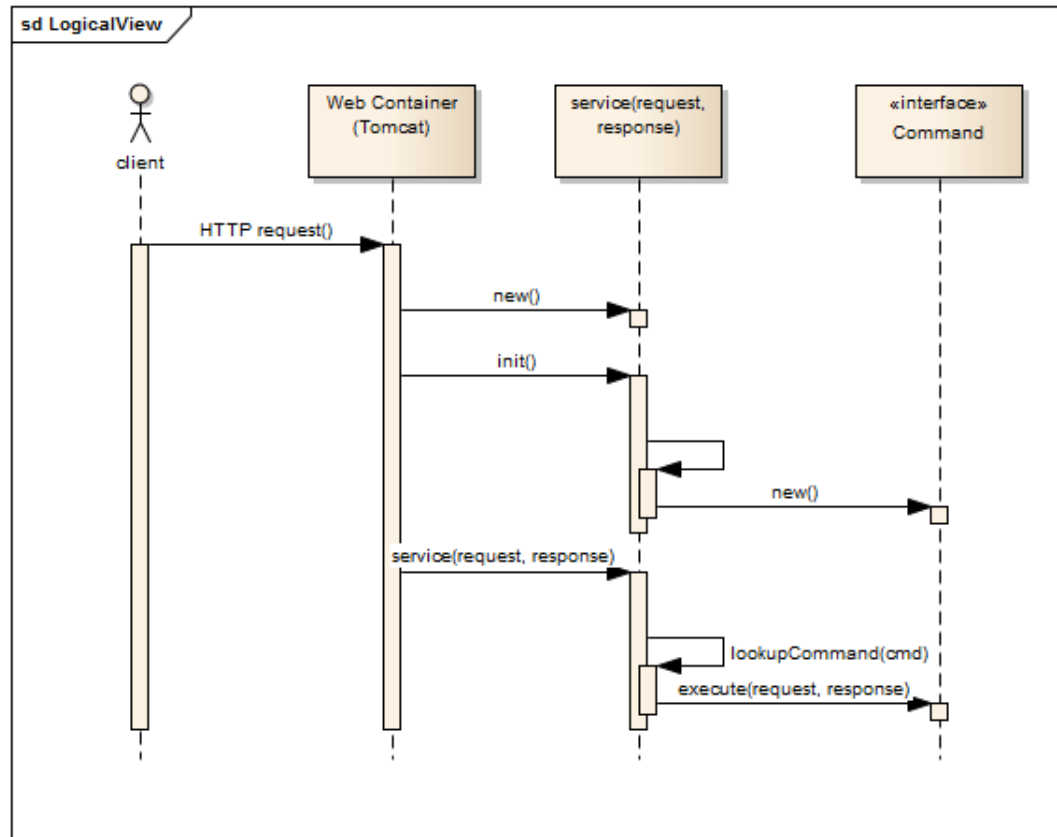 sd LogicalView
client
Web Container
(Tomcat)
service(request,
response)
«interface»
Command
HTTP request()
new()
init()
new()
service(request, response)
lookupCommand(cmd)
execute(request, response)